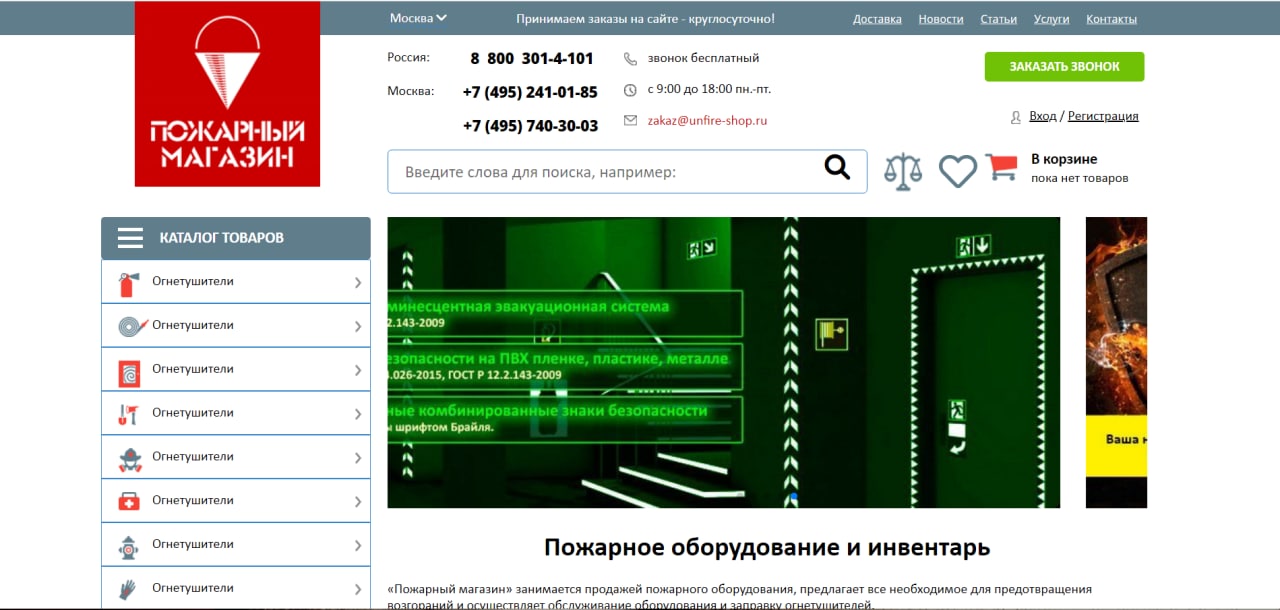 Москва
Принимаем заказы на сайте - круглосуточно!
Доставка Новости Статьи Услуги Контакты
ПОЖАРНЫЙ
МАГАЗИН
Россия: 8 800 301-4-101 звонок бесплатный
Москва: +7 (495) 241-01-85 с 9:00 до 18:00 пн.-пт.
+7 (495) 740-30-03 zakaz@unfire-shop.ru
ЗАКАЗАТЬ ЗВОНОК
Вход / Регистрация
Введите слова для поиска, например:
В корзине
пока нет товаров
КАТАЛОГ ТОВАРОВ
Огнетушители
Огнетушители
Огнетушители
Огнетушители
Огнетушители
Огнетушители
Огнетушители
Огнетушители
минесцентная эвакуационная система
2.143-2009
езопасности на ПВХ пленке, пластике, металле
.026-2015, ГОСТ Р 12.2.143-2009
ные комбинированные знаки безопасности
ы шрифтом Брайля.
Ваша
Пожарное оборудование и инвентарь
«Пожарный магазин» занимается продажей пожарного оборудования, предлагает все необходимое для предотвращения
возгораний и осуществляет обслуживание оборудования и заправку огнетушителей.